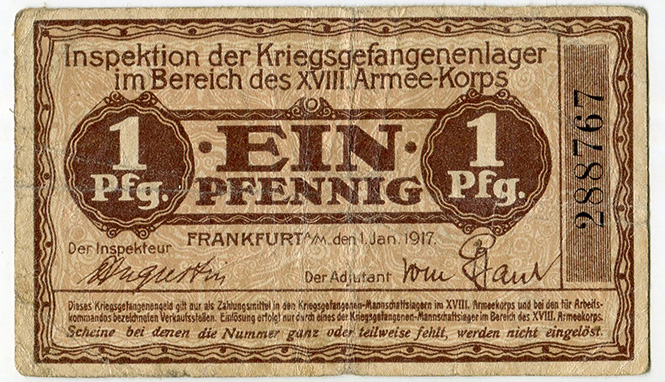 Inspektion der Kriegsgefangenenlager
im Bereich des XVIII. Armee-Korps
1 Pfg.
EIN
PFENNIG
1 Pfg.
288767
FRANKFURT A/M. den 1. Jan. 1917.
Der Inspekteur
Der Adjutant
Dieses Kriegsgefangenengeld gilt nur als Zahlungsmittel in den Kriegsgefangenen-Mannschaftslagern im XVIII. Armeekorps und bei den für Arbeits-
kommandos bezeichneten Verkaufsstellen. Einlösung erfolgt nur durch eines der Kriegsgefangenen-Mannschaftslager im Bereich des XVIII. Armeekorps.
Scheine bei denen die Nummer ganz oder teilweise fehlt, werden nicht eingelöst.